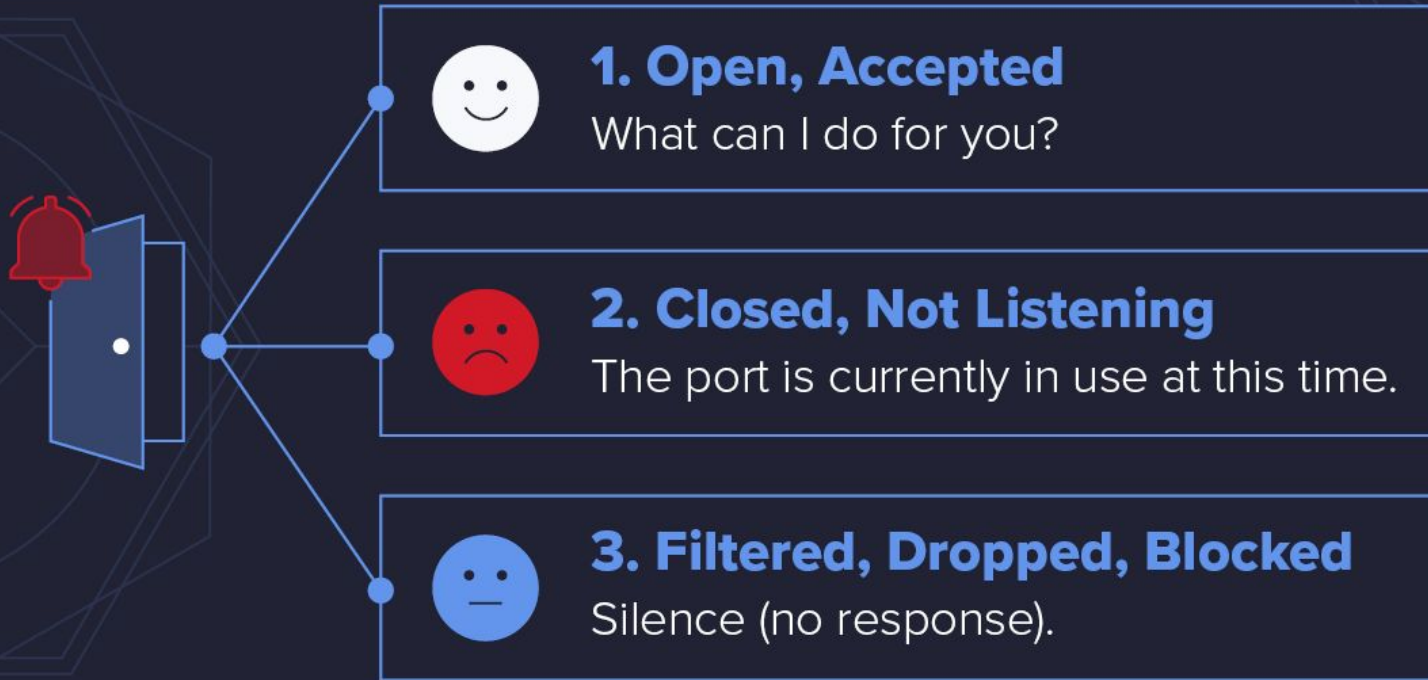 1. Open, Accepted
What can I do for you?
2. Closed, Not Listening
The port is currently in use at this time.
3. Filtered, Dropped, Blocked
Silence (no response).